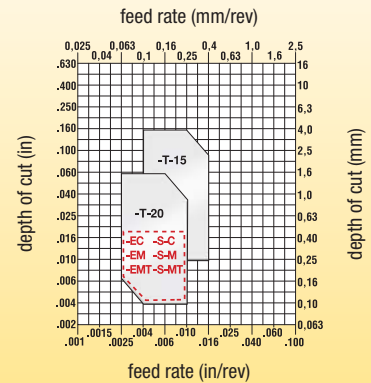 feed rate (mm/rev)
0,025 0,063 0,16 0,4 1,0 2,5
0,04 0,1 0,25 0,63 1,6
depth of cut (in)
.630
.400
.250
.160
.100
.060
.040
.025
.016
.010
.006
.004
.002
-T-15
-T-20
-EC -S-C
-EM -S-M
-EMT -S-MT
16
10
6,3
4,0
2,5
1,6
1,0
0,63
0,40
0,25
0,16
0,10
0,063
depth of cut (mm)
.0015 .004 .010 .025 .060
.001 .0025 .006 .016 .040 .100
feed rate (in/rev)